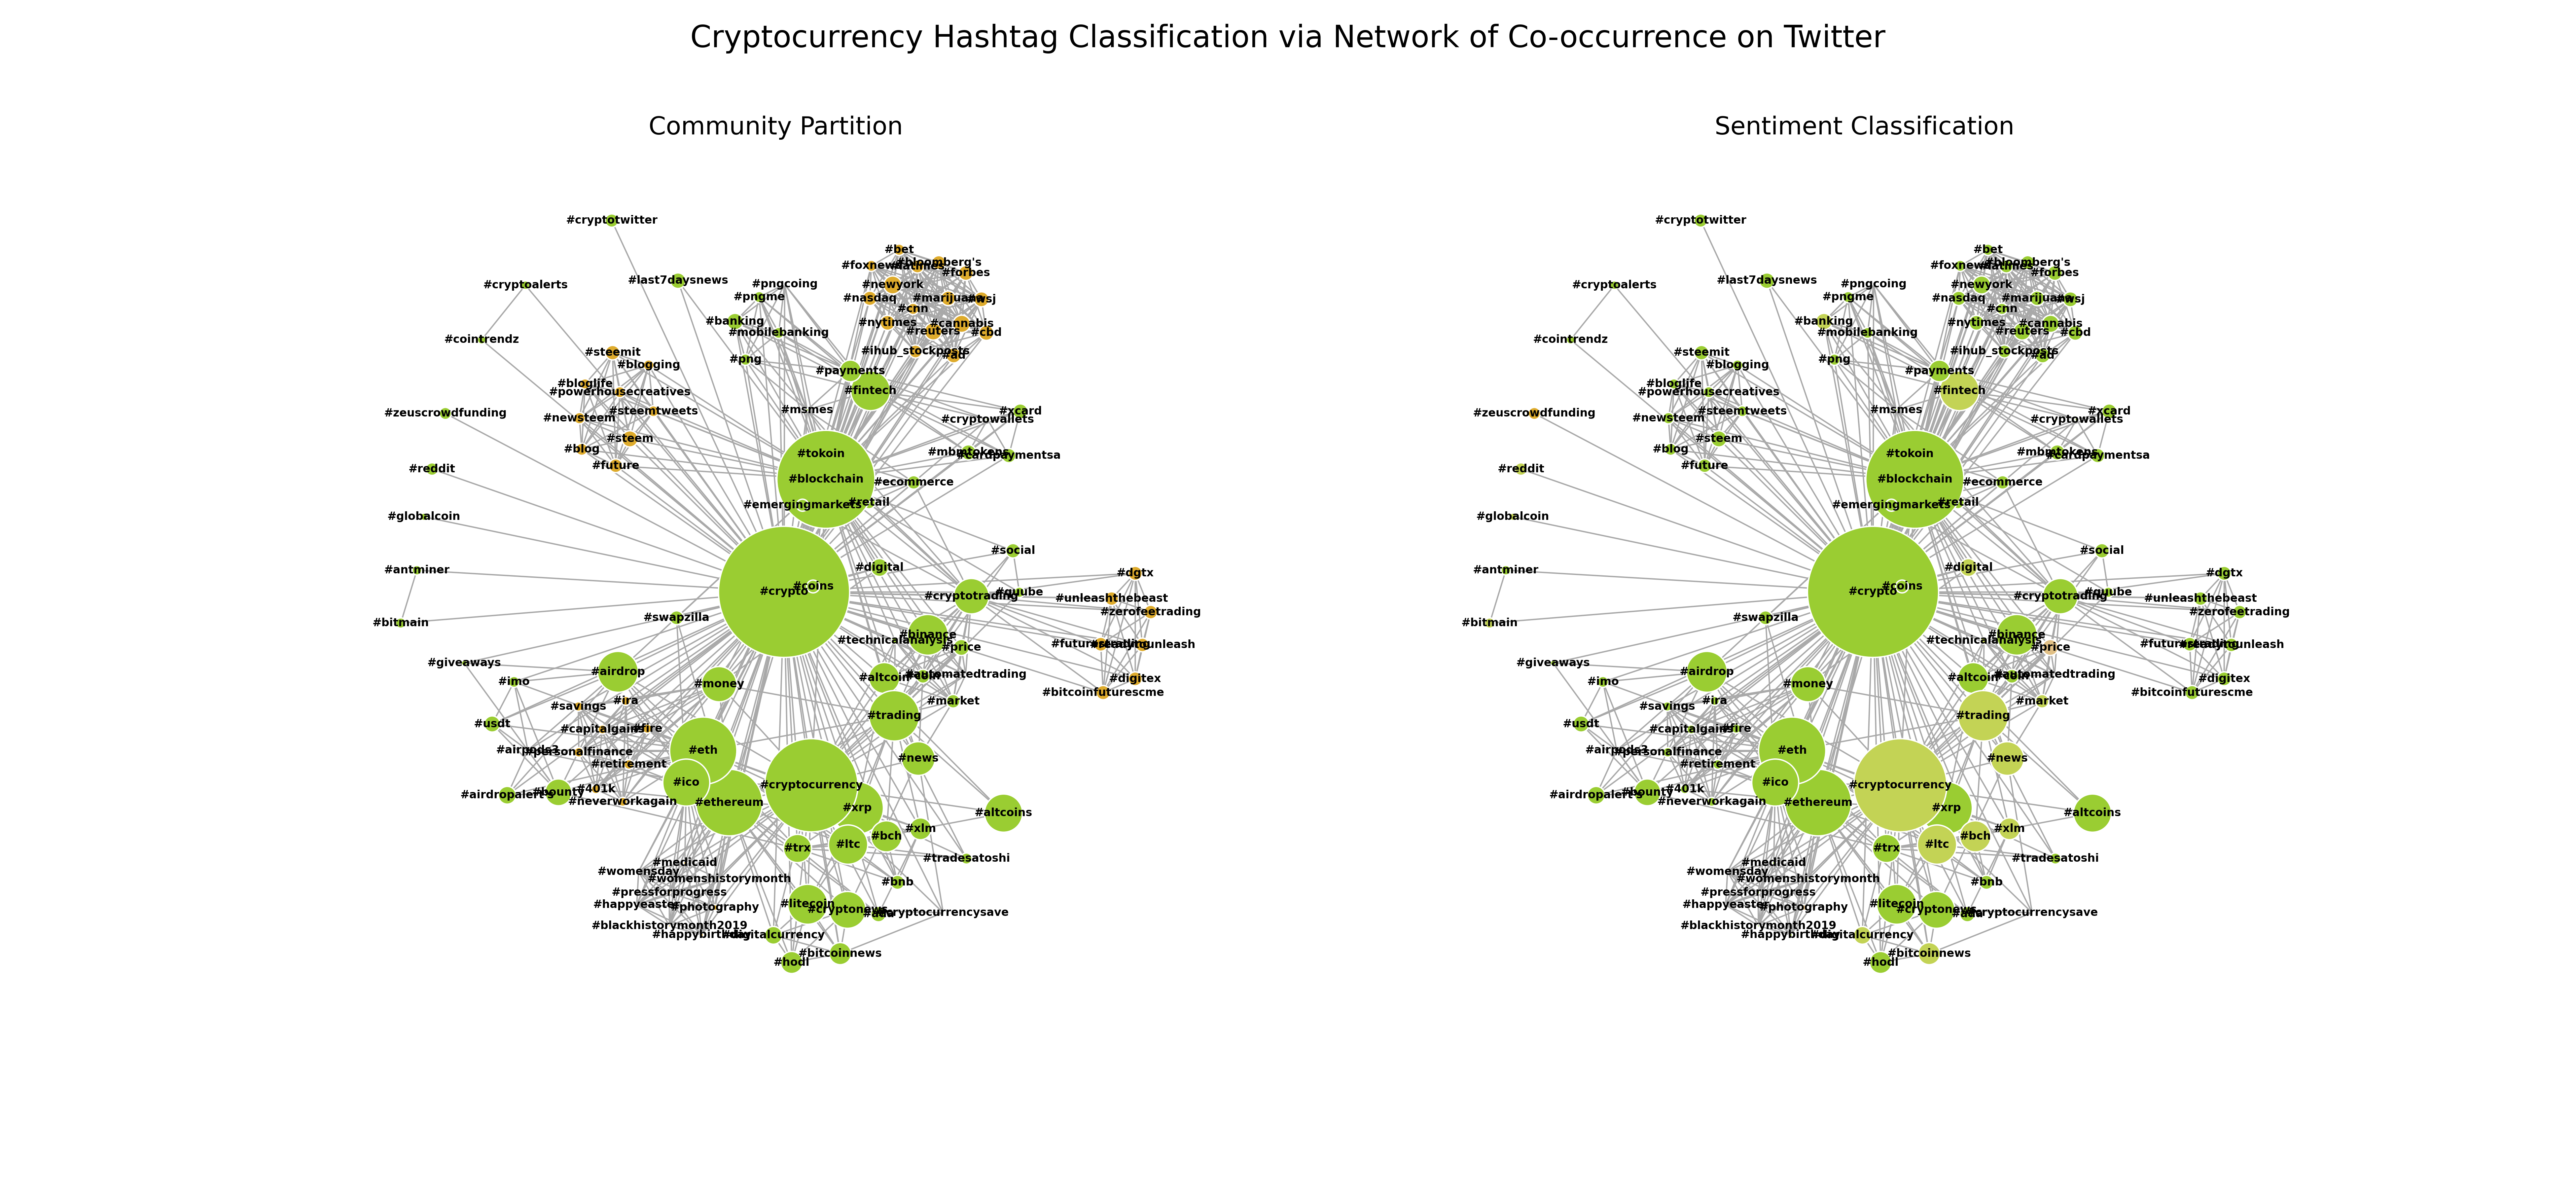 Cryptocurrency Hashtag Classification via Network of Co-occurrence on Twitter
Community Partition
#cryptotwitter
#bet
#foxnews
#bloomberg's
#forbes
#last7daysnews
#cryptoalerts
#pngcoing
#newyork
#pngme
#nasdaq
#marijuana
#wsj
#cnn
#banking
#nytimes
#cannabis
#mobilebanking
#reuters
#cbd
#cointrendz
#steemit
#ihub_stockposts
#ad
#png
#blogging
#payments
#bloglife
#powerhousecreatives
#fintech
#zeuscrowdfunding
#newsteem
#steemtweets
#msmes
#xcard
#cryptowallets
#steem
#blog
#tokoin
#mbmtokens
#cardpaymentsa
#future
#reddit
#blockchain
#ecommerce
#emergingmarkets
#retail
#globalcoin
#social
#antminer
#digital
#dgtx
#coins
#crypto
#cryptotrading
#quube
#unleashthebeast
#zerofeetrading
#bitmain
#swapzilla
#binance
#technicalanalysis
#price
#futurestrading
#giveaways
#airdrop
#altcoin
#automatedtrading
#imo
#money
#digitex
#bitcoinfuturescme
#savings
#ira
#market
#usdt
#capitalgains
#fire
#trading
#airpods3
#personalfinance
#eth
#news
#retirement
#ico
#cryptocurrency
#airdropalert's
#bounty
#401k
#neverworkagain
#ethereum
#xrp
#altcoins
#bch
#xlm
#trx
#ltc
#tradesatoshi
#medicaid
#womensday
#womenshistorymonth
#bnb
#pressforprogress
#happyeaster
#photography
#litecoin
#cryptonews
#ada
#cryptocurrencysave
#blackhistorymonth2019
#happybirthday
#digitalcurrency
#bitcoinnews
#hodl
Sentiment Classification
#cryptotwitter
#bet
#foxnews
#bloomberg's
#forbes
#last7daysnews
#cryptoalerts
#pngcoing
#newyork
#pngme
#nasdaq
#marijuana
#wsj
#cnn
#banking
#nytimes
#cannabis
#mobilebanking
#reuters
#cbd
#cointrendz
#steemit
#ihub_stockposts
#ad
#png
#blogging
#payments
#bloglife
#powerhousecreatives
#fintech
#zeuscrowdfunding
#newsteem
#steemtweets
#msmes
#xcard
#cryptowallets
#steem
#blog
#tokoin
#mbmtokens
#cardpaymentsa
#future
#reddit
#blockchain
#ecommerce
#emergingmarkets
#retail
#globalcoin
#social
#antminer
#digital
#dgtx
#coins
#crypto
#cryptotrading
#quube
#unleashthebeast
#zerofeetrading
#bitmain
#swapzilla
#binance
#technicalanalysis
#price
#futurestrading
#giveaways
#airdrop
#altcoin
#automatedtrading
#imo
#money
#digitex
#bitcoinfuturescme
#savings
#ira
#market
#usdt
#capitalgains
#fire
#trading
#airpods3
#personalfinance
#eth
#news
#retirement
#ico
#cryptocurrency
#airdropalert's
#bounty
#401k
#neverworkagain
#ethereum
#xrp
#altcoins
#bch
#xlm
#trx
#ltc
#tradesatoshi
#medicaid
#womensday
#womenshistorymonth
#bnb
#pressforprogress
#happyeaster
#photography
#litecoin
#cryptonews
#ada
#cryptocurrencysave
#blackhistorymonth2019
#happybirthday
#digitalcurrency
#bitcoinnews
#hodl